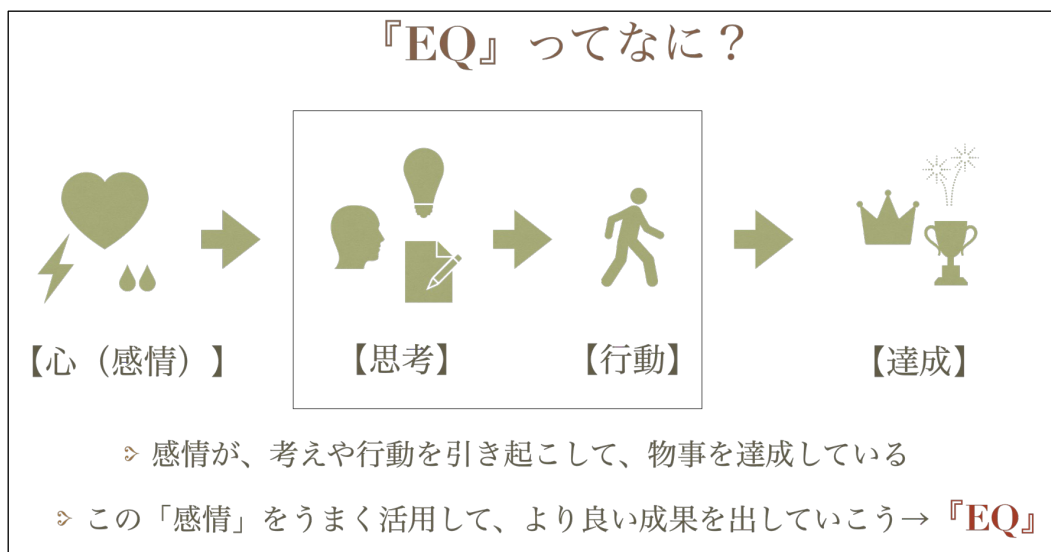 『EQ』ってなに？
【心（感情）】
【思考】
【行動】
【達成】
感情が、考えや行動を引き起こして、物事を達成している
この「感情」をうまく活用して、より良い成果を出していこう→『EQ』